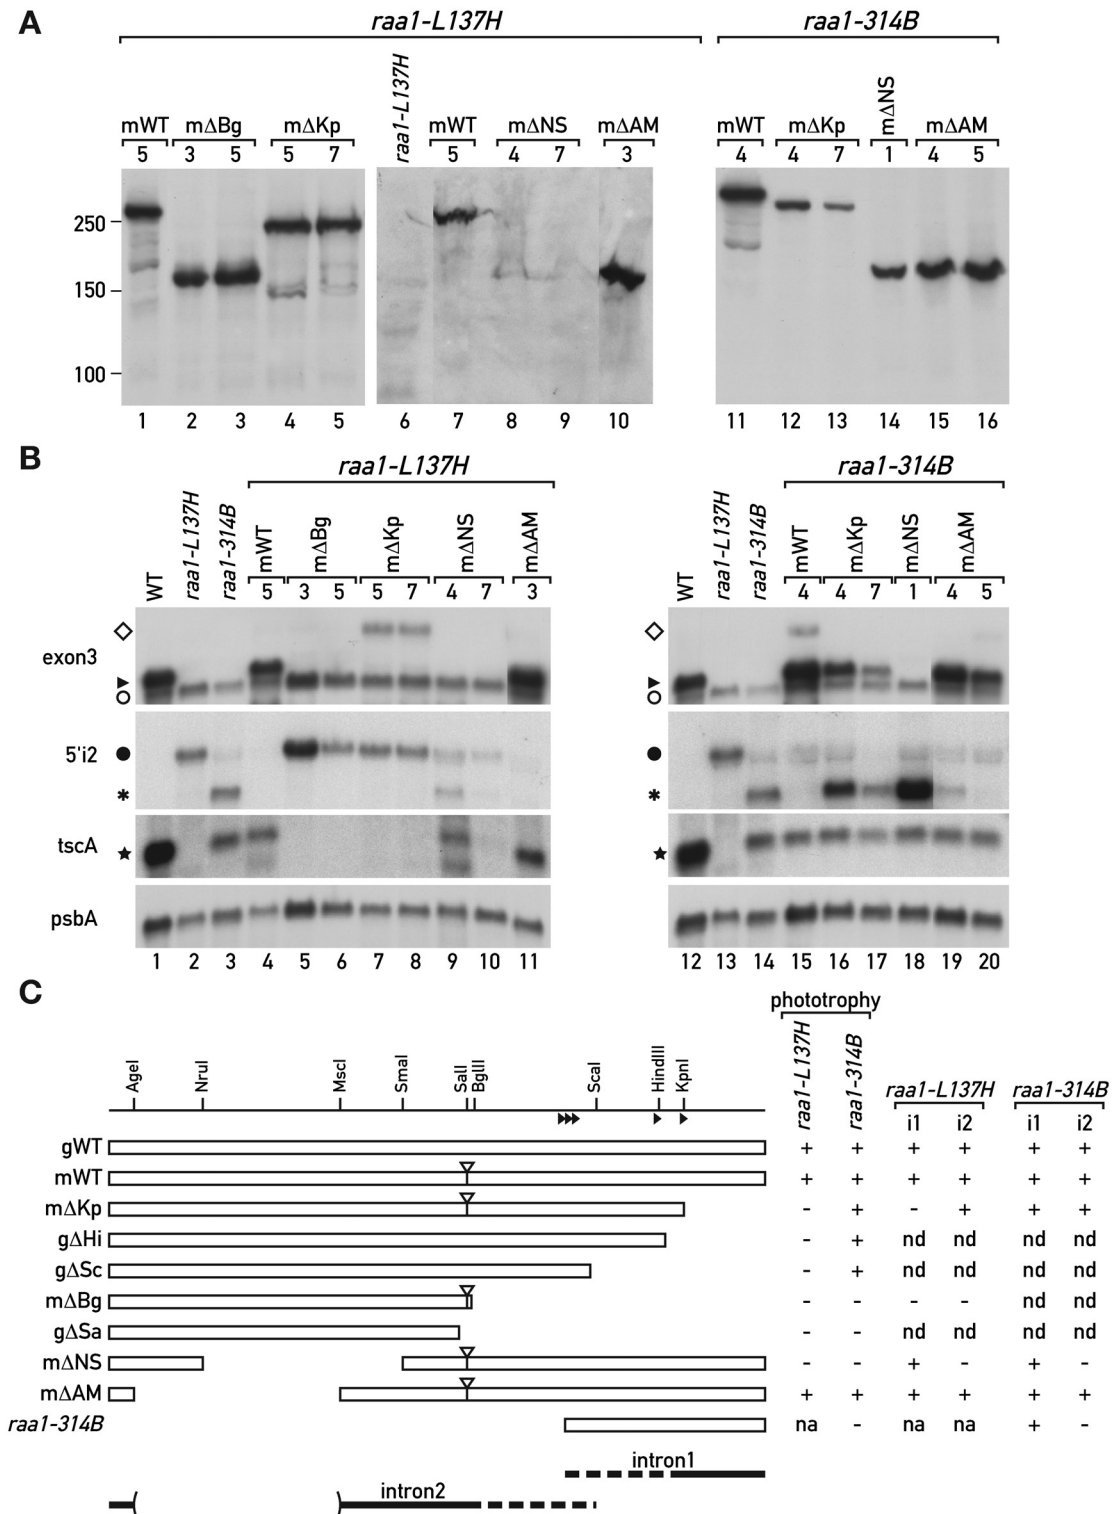 A
raa1-L137H raa1-314B
mWT mΔBg mΔKp raa1-L137H mWT mΔNS mΔAM mWT mΔKp mΔNS mΔAM
5 3 5 5 7 5 4 7 3 4 4 7 1 4 5
250
150
100
1 2 3 4 5 6 7 8 9 10 11 12 13 14 15 16
B
raa1-L137H raa1-314B
WT raa1-L137H raa1-314B mWT mΔBg mΔKp mΔNS mΔAM WT raa1-L137H raa1-314B mWT mΔKp mΔNS mΔAM
5 3 5 5 7 4 7 3 4 4 7 1 4 5
exon3
5'i2
*
*
tscA
psbA
1 2 3 4 5 6 7 8 9 10 11 12 13 14 15 16 17 18 19 20
C
phototrophy
AgeI NruI MscI SmaI SalI BglII ScaI HindIII KpnI raa1-L137H raa1-314B raa1-L137H raa1-314B
i1 i2 i1 i2
gWT + + + + + +
mWT + + + + + +
mΔKp - + - + + +
gΔHi - + nd nd nd nd
gΔSc - + nd nd nd nd
mΔBg - - - - nd nd
gΔSa - - nd nd nd nd
mΔNS - - + - + -
mΔAM + + + + + +
raa1-314B na - na na + -
intron1
intron2